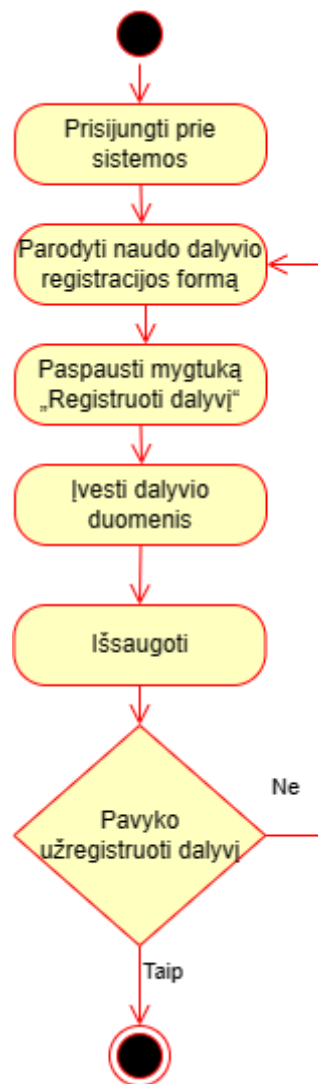 Prisijungti prie
sistemos
Parodyti naudo dalyvio
registracijos formą
Paspausti mygtuką
„Registruoti dalyvį“
Įvesti dalyvio
duomenis
Išsaugoti
Pavyko
užregistruoti dalyvį
Ne
Taip